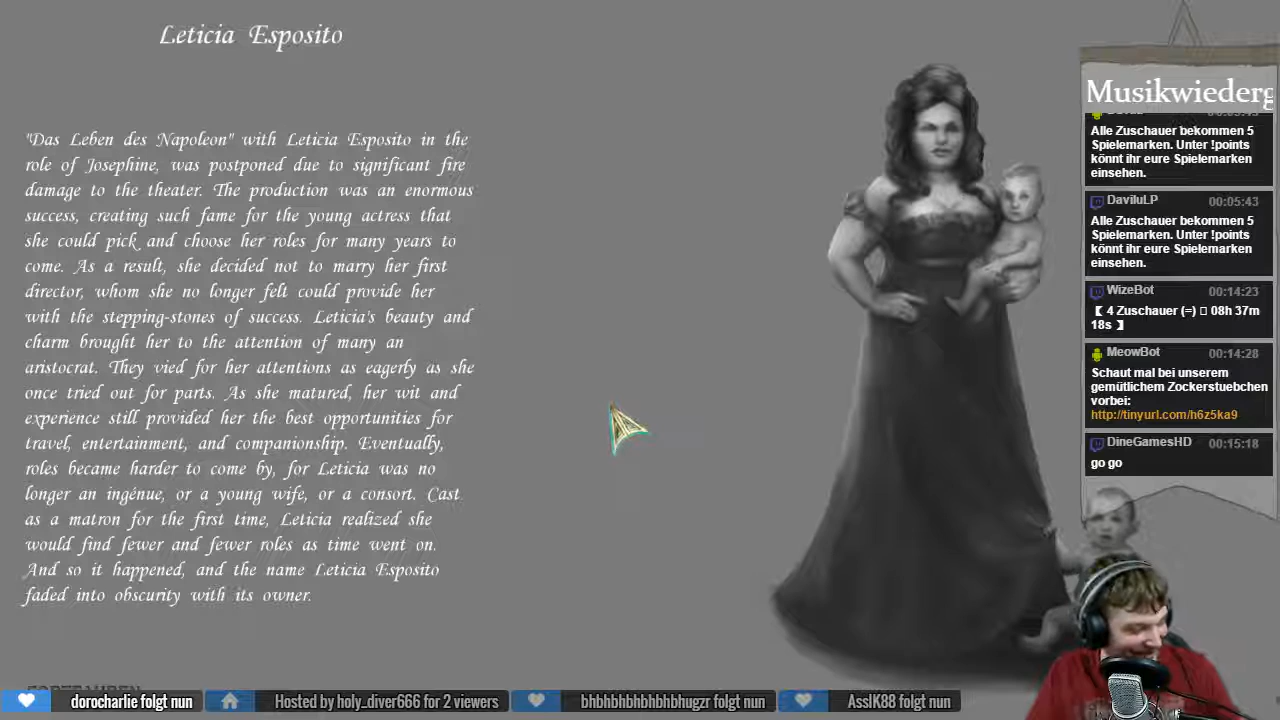 Leticia Esposito
"Das Leben des Napoleon" with Leticia Esposito in the
role of Josephine, was postponed due to significant fire
damage to the theater. The production was an enormous
success, creating such fame for the young actress that
she could pick and choose her roles for many years to
come. As a result, she decided not to marry her first
director, whom she no longer felt could provide her
with the stepping-stones of success. Leticia's beauty and
charm brought her to the attention of many an
aristocrat. They vied for her attentions as eagerly as she
once tried out for parts. As she matured, her wit and
experience still provided her the best opportunities for
travel, entertainment, and companionship. Eventually,
roles became harder to come by, for Leticia was no
longer an ingénue, or a young wife, or a consort. Cast
as a matron for the first time, Leticia realized she
would find fewer and fewer roles as time went on.
And so it happened, and the name Leticia Esposito
faded into obscurity with its owner.
Musikwiederg
Alle Zuschauer bekommen 5
Spielemarken. Unter !points
könnt ihr eure Spielemarken
einsehen.
DaviluLP 00:05:43
Alle Zuschauer bekommen 5
Spielemarken. Unter !points
könnt ihr eure Spielemarken
einsehen.
WizeBot 00:14:23
【 4 Zuschauer (=) 08h 37m
18s 】
MeowBot 00:14:28
Schaut mal bei unserem
gemütlichem Zockerstuebchen
vorbei:
http://tinyurl.com/h6z5ka9
DineGamesHD 00:15:18
go go
dorocharlie folgt nun
Hosted by holy_diver666 for 2 viewers
bhbhbhbhbhbhbhugzr folgt nun
AssIK88 folgt nun